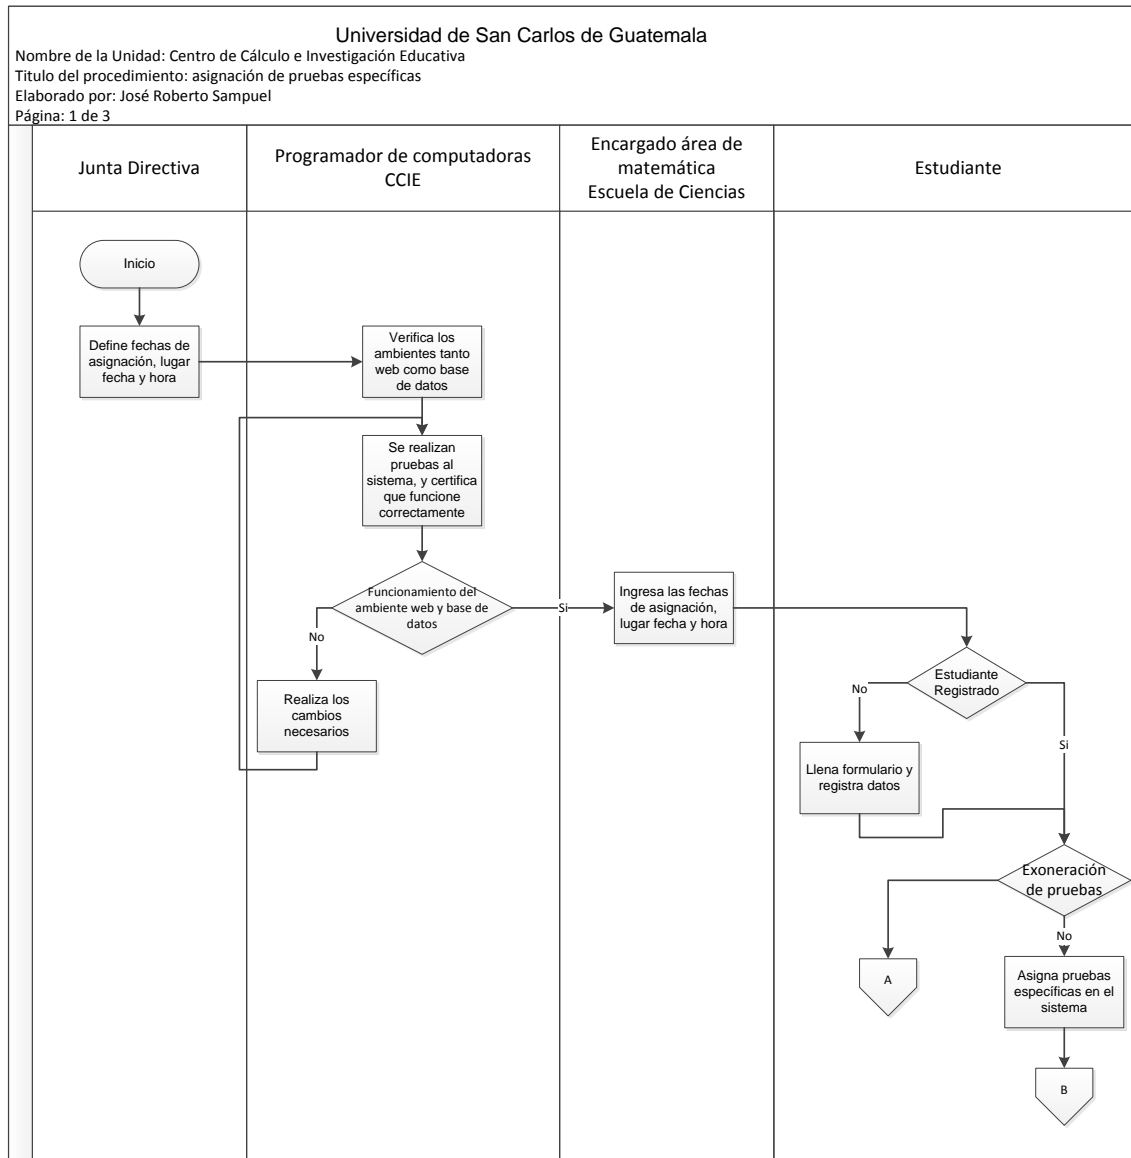 Universidad de San Carlos de Guatemala
Nombre de la Unidad: Centro de Cálculo e Investigación Educativa
Titulo del procedimiento: asignación de pruebas específicas
Elaborado por: José Roberto Sampuel
Página: 1 de 3
Junta Directiva
Programador de computadoras
CCIE
Encargado área de
matemática
Escuela de Ciencias
Estudiante
Inicio
Define fechas de
asignación, lugar
fecha y hora
Verifica los
ambientes tanto
web como base
de datos
Se realizan
pruebas al
sistema, y certifica
que funcione
correctamente
Funcionamiento del
ambiente web y base de
datos
Si
No
Realiza los
cambios
necesarios
Ingresa las fechas
de asignación,
lugar fecha y hora
Estudiante
Registrado
No
Si
Llena formulario y
registra datos
Exoneración
de pruebas
No
A
Asigna pruebas
específicas en el
sistema
B